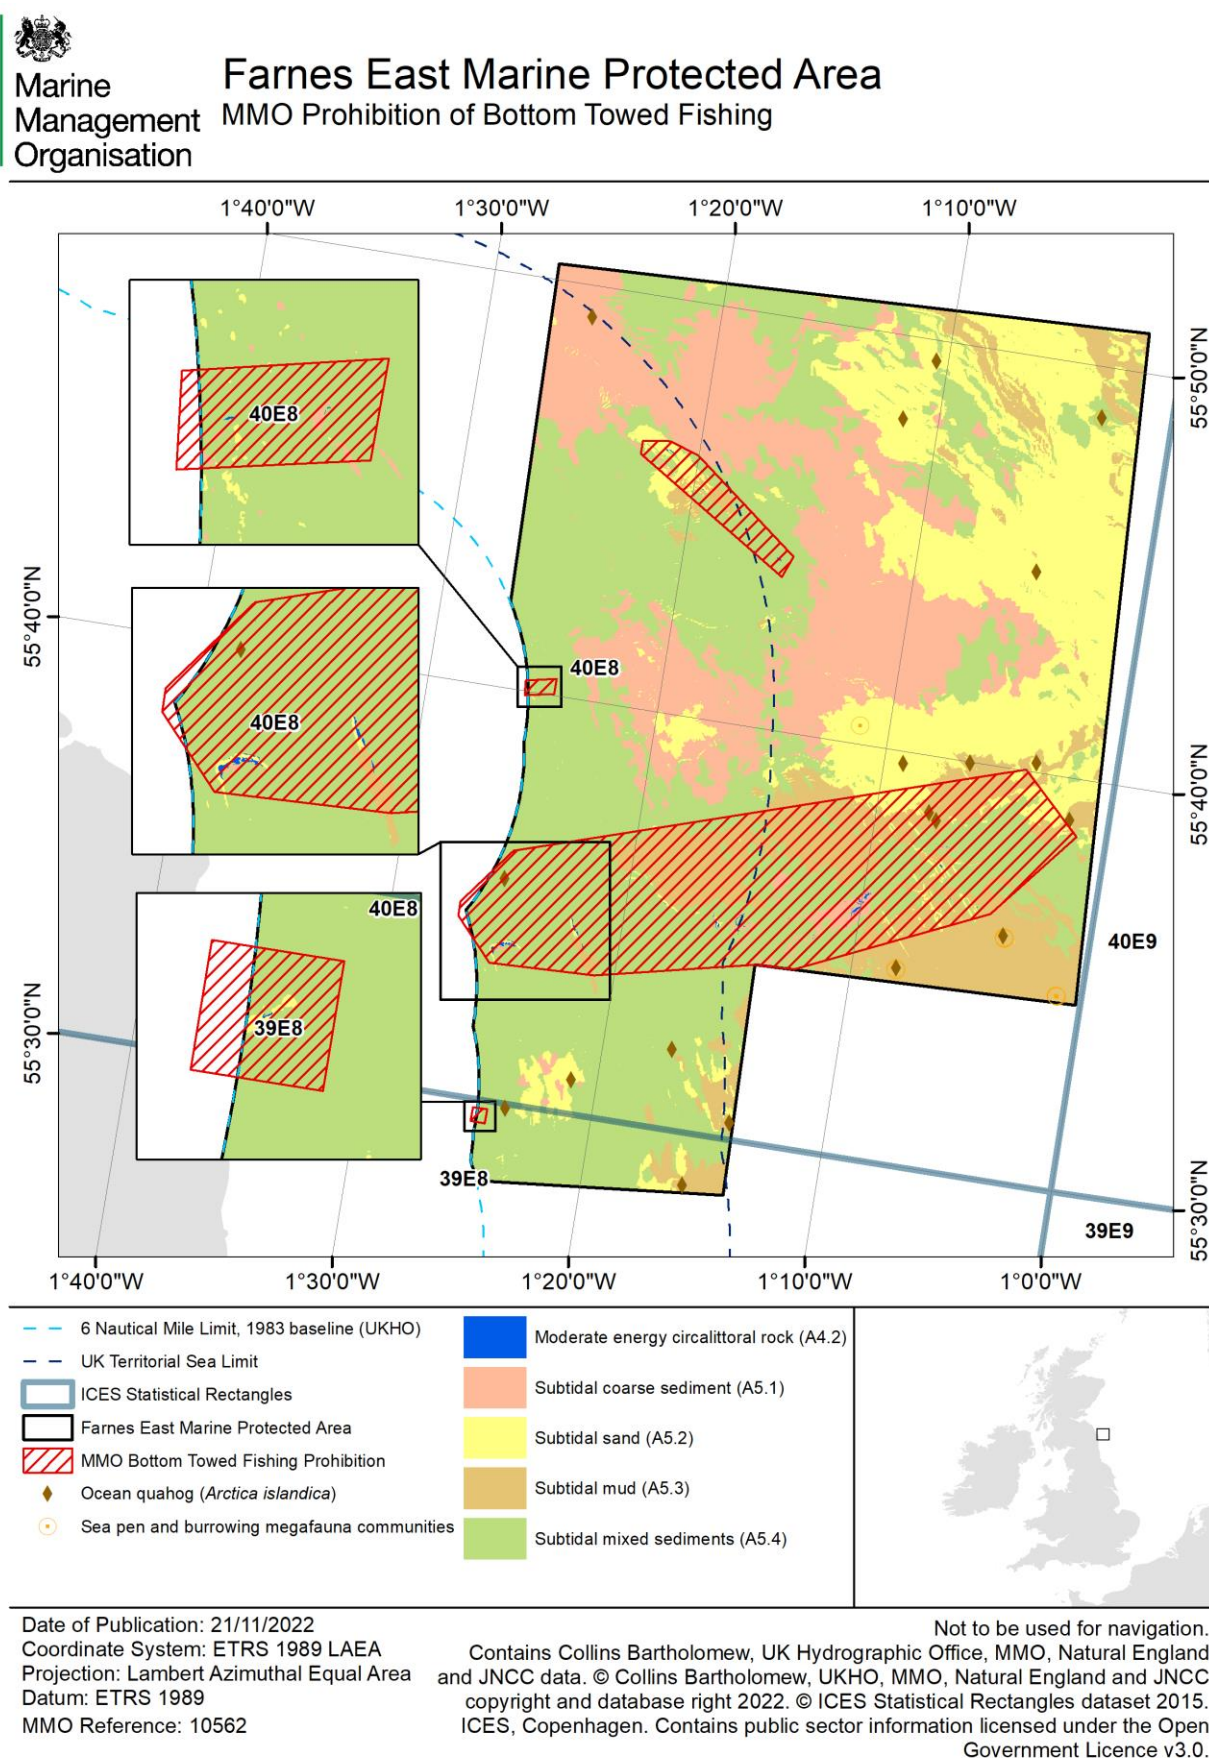 Marine
Management
Organisation
Farnes East Marine Protected Area
MMO Prohibition of Bottom Towed Fishing
1°40'0"W
1°30'0"W
1°20'0"W
1°10'0"W
55°50'0"N
40E8
55°40'0"N
40E8
40E8
55°40'0"N
40E8
40E9
55°30'0"N
39E8
39E8
55°30'0"N
39E9
1°40'0"W
1°30'0"W
1°20'0"W
1°10'0"W
1°0'0"W
6 Nautical Mile Limit, 1983 baseline (UKHO)
UK Territorial Sea Limit
ICES Statistical Rectangles
Farnes East Marine Protected Area
MMO Bottom Towed Fishing Prohibition
Ocean quahog (Arctica islandica)
Sea pen and burrowing megafauna communities
Moderate energy circalittoral rock (A4.2)
Subtidal coarse sediment (A5.1)
Subtidal sand (A5.2)
Subtidal mud (A5.3)
Subtidal mixed sediments (A5.4)
Date of Publication: 21/11/2022
Coordinate System: ETRS 1989 LAEA
Projection: Lambert Azimuthal Equal Area
Datum: ETRS 1989
MMO Reference: 10562
Not to be used for navigation.
Contains Collins Bartholomew, UK Hydrographic Office, MMO, Natural England
and JNCC data. © Collins Bartholomew, UKHO, MMO, Natural England and JNCC
copyright and database right 2022. © ICES Statistical Rectangles dataset 2015.
ICES, Copenhagen. Contains public sector information licensed under the Open
Government Licence v3.0.